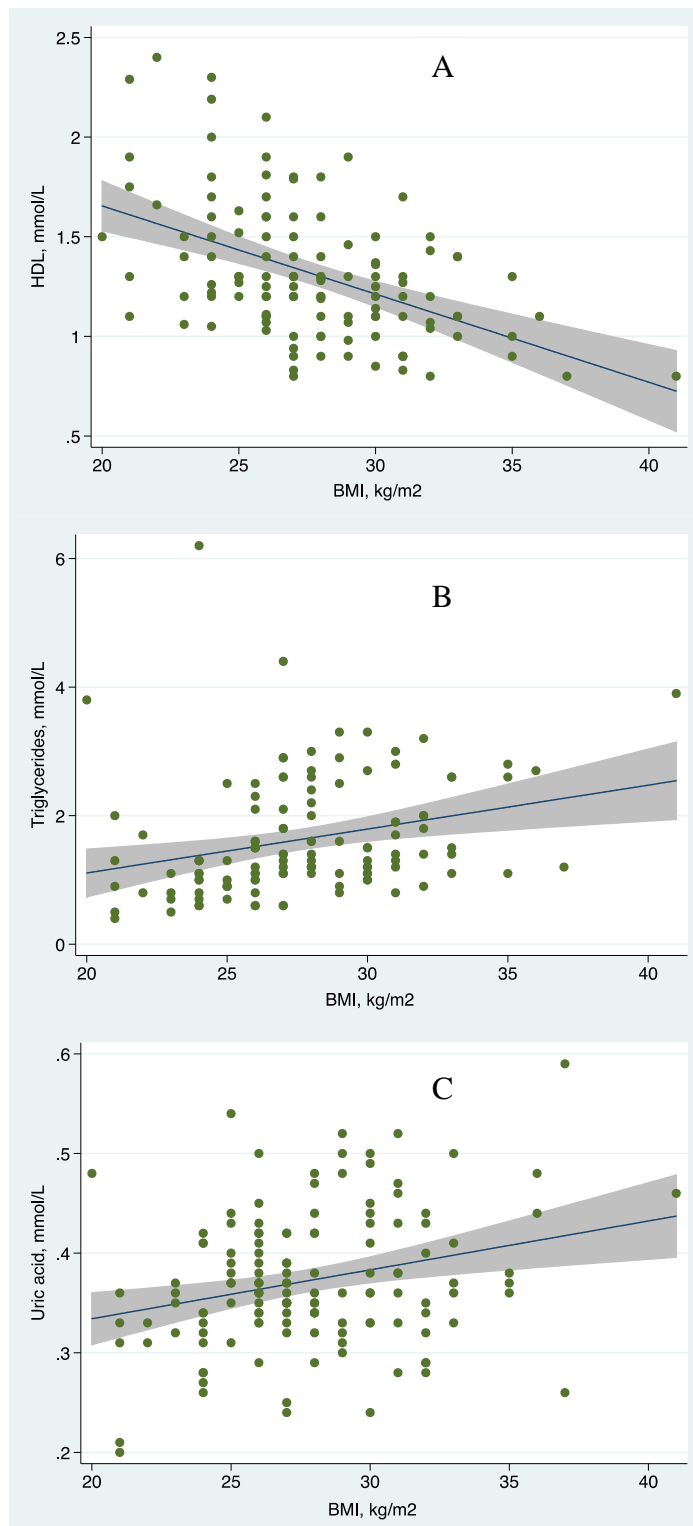 A
HDL, mmol/L
2.5
2
1.5
1
.5
20 25 30 35 40
BMI, kg/m2
B
Triglycerides, mmol/L
6
4
2
0
20 25 30 35 40
BMI, kg/m2
C
Uric acid, mmol/L
.6
.5
.4
.3
.2
20 25 30 35 40
BMI, kg/m2